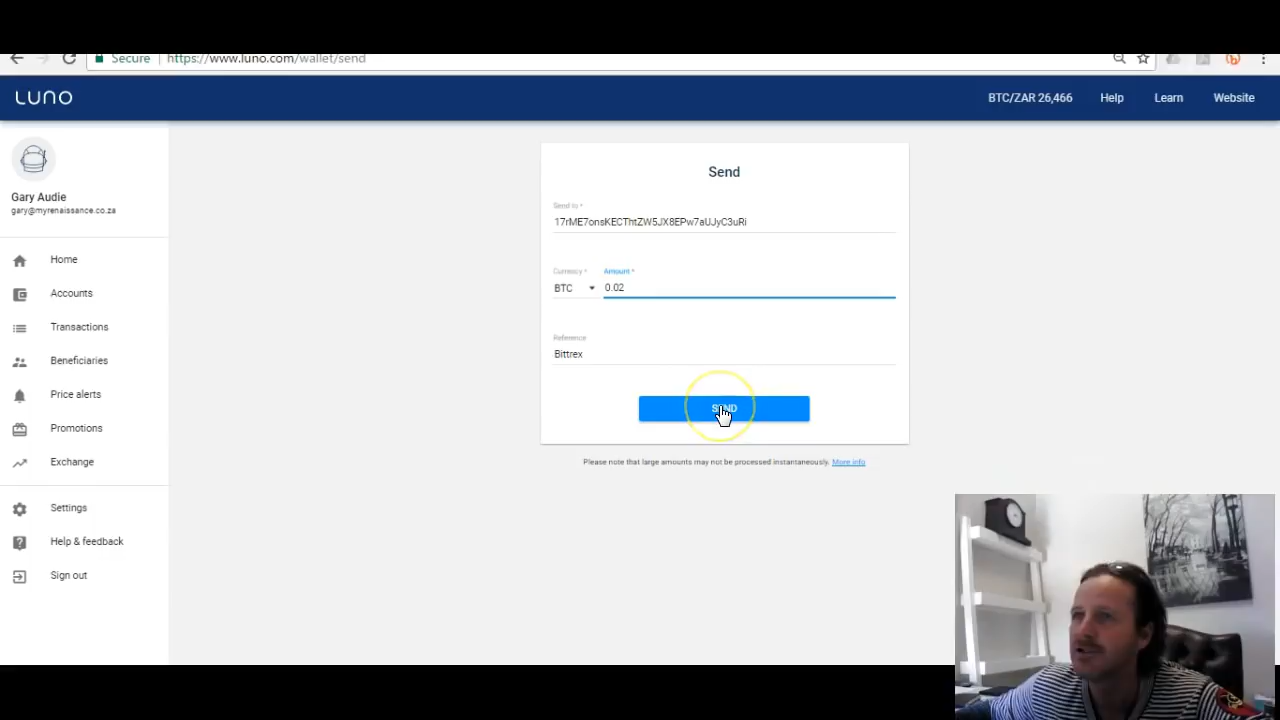 Secure | https://www.luno.com/wallet/send
LUNO
BTC/ZAR 26,466 Help Learn Website
Gary Audie
gary@myrenaissance.co.za
Home
Accounts
Transactions
Beneficiaries
Price alerts
Promotions
Exchange
Settings
Help & feedback
Sign out
Send
Send to *
17rME7onsKECThtZW5JX8EPw7aUJyC3uRi
Currency * Amount *
BTC 0.02
Reference
Bittrex
SEND
Please note that large amounts may not be processed instantaneously. More info